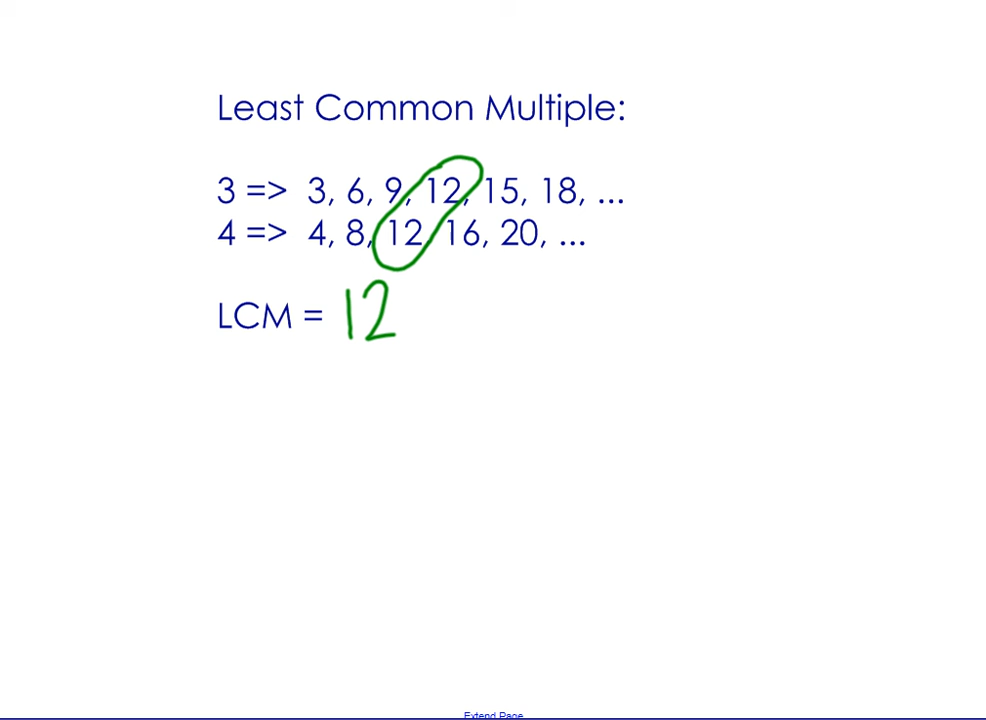 Least Common Multiple:
3 => 3, 6, 9, 12, 15, 18, ...
4 => 4, 8, 12, 16, 20, ...
LCM = 12
Extend Page